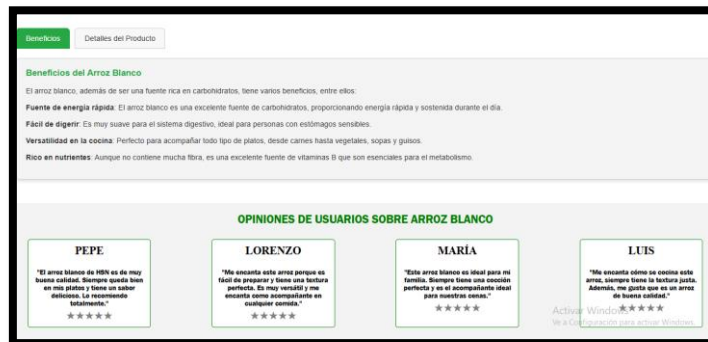 Beneficios
Detalles del Producto
Beneficios del Arroz Blanco
El arroz blanco, además de ser una fuente rica en carbohidratos, tiene varios beneficios, entre ellos:
Fuente de energía rápida: El arroz blanco es una excelente fuente de carbohidratos, proporcionando energía rápida y sostenida durante el día.
Fácil de digerir: Es muy suave para el sistema digestivo, ideal para personas con estómagos sensibles.
Versatilidad en la cocina: Perfecto para acompañar todo tipo de platos, desde carnes hasta vegetales, sopas y guisos.
Rico en nutrientes: Aunque no contiene mucha fibra, es una excelente fuente de vitaminas B que son esenciales para el metabolismo.
OPINIONES DE USUARIOS SOBRE ARROZ BLANCO
PEPE
"El arroz blanco de HBN es de muy
buena calidad. Siempre queda bien
en mis platos y tiene un sabor
delicioso. Lo recomiendo
totalmente."
★★★★★
LORENZO
"Me encanta este arroz porque es
fácil de preparar y tiene una textura
perfecta. Es muy versátil y me
encanta como acompañante en
cualquier comida."
★★★★★
MARÍA
"Este arroz blanco es ideal para mi
familia. Siempre tiene una cocción
perfecta y es el acompañante ideal
para nuestras cenas."
★★★★★
LUIS
"Me encanta cómo se cocina este
arroz, siempre tiene la textura justa.
Además, me gusta que es un arroz
de buena calidad."
★★★★★
Activar Windows
Ve a Configuración para activar Windows.